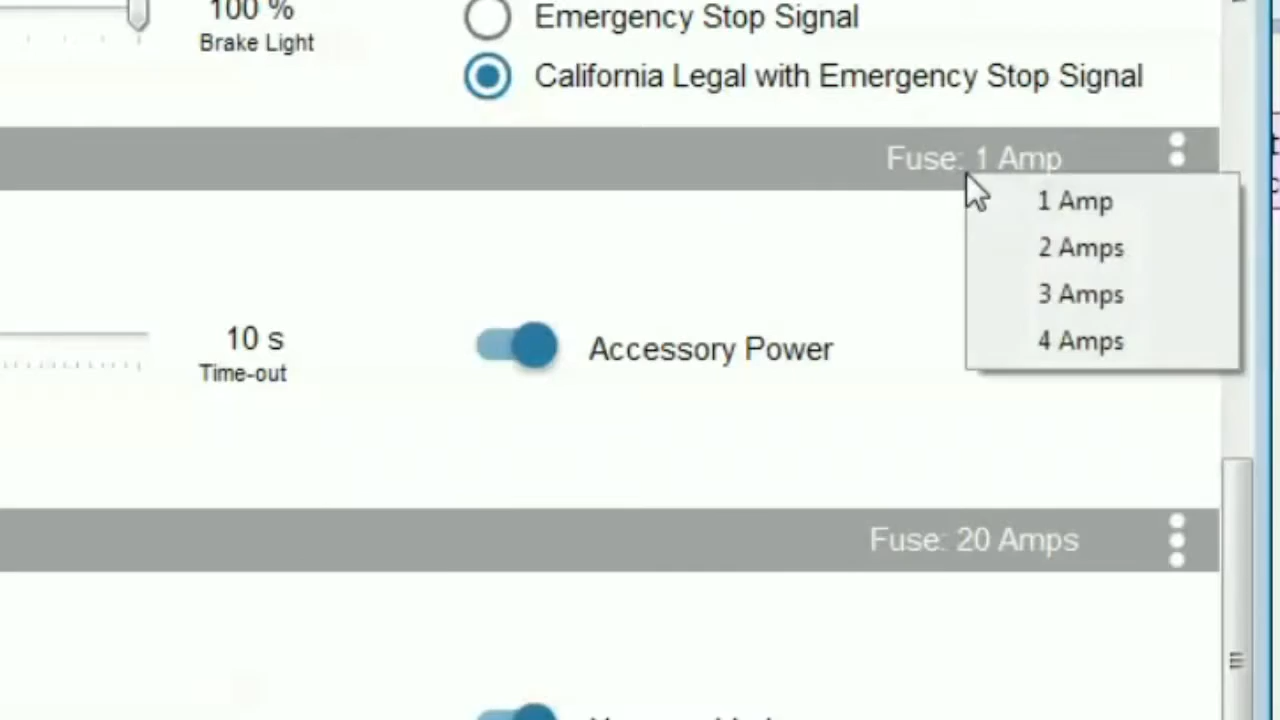 100 %
Brake Light
Emergency Stop Signal
California Legal with Emergency Stop Signal
Fuse: 1 Amp
1 Amp
2 Amps
3 Amps
4 Amps
10 s
Time-out
Accessory Power
Fuse: 20 Amps